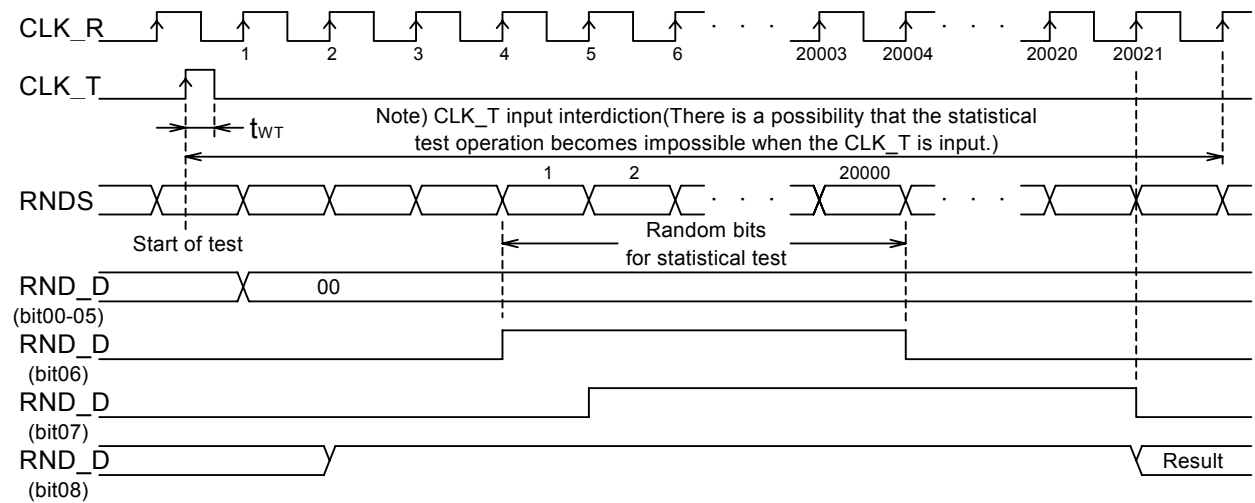 CLK_R
1 2 3 4 5 6 · · · 20003 20004 · · · 20020 20021
CLK_T
tWT
Note) CLK_T input interdiction(There is a possibility that the statistical
test operation becomes impossible when the CLK_T is input.)
1 2 20000
RNDS · · · · · ·
Start of test
Random bits
for statistical test
RND_D
(bit00-05)
00
RND_D
(bit06)
RND_D
(bit07)
RND_D
(bit08)
Result